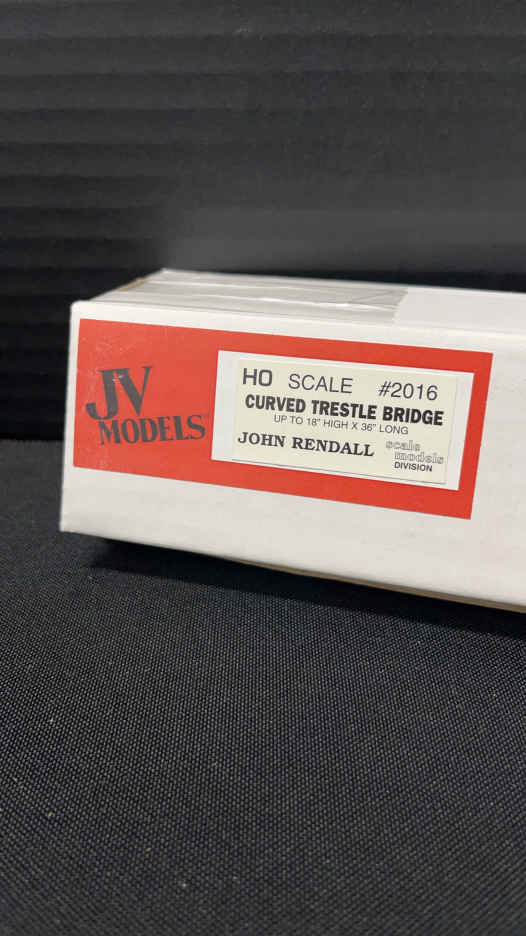 JV
MODELS
HO SCALE #2016
CURVED TRESTLE BRIDGE
UP TO 18" HIGH X 36" LONG
JOHN RENDALL scale
models
DIVISION